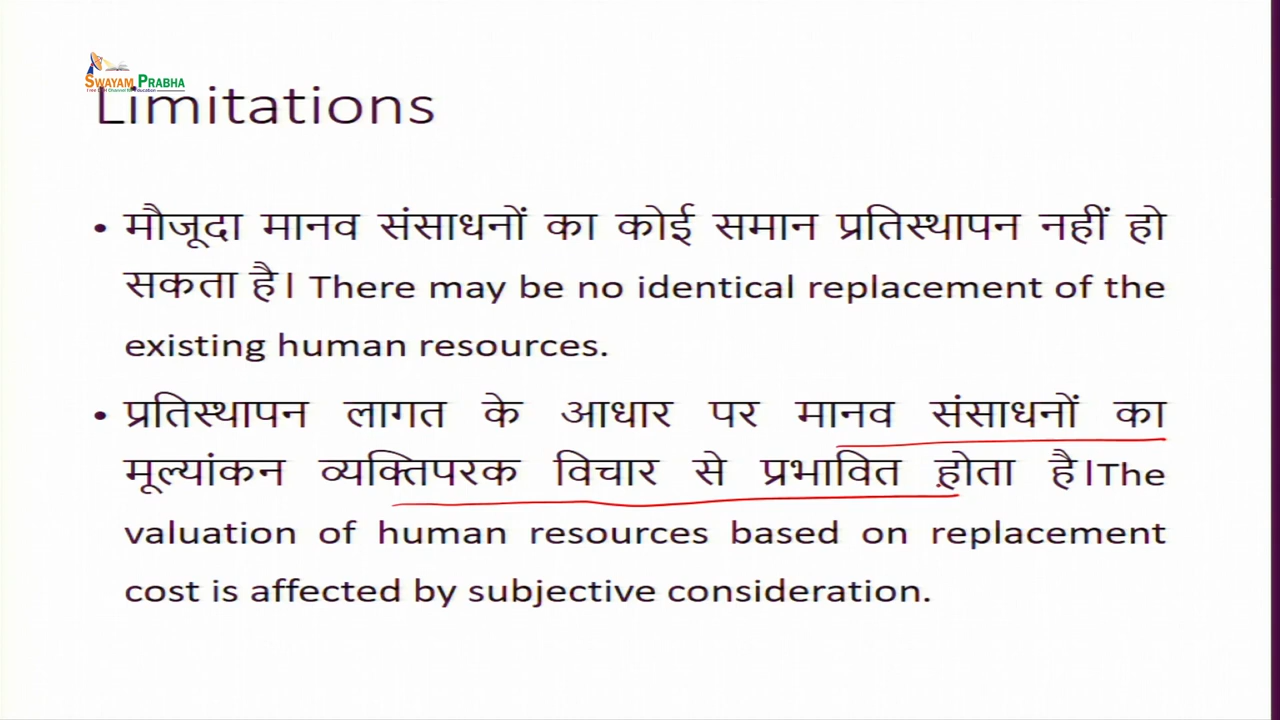 SWAYAM PRABHA
Limitations
• मौजूदा मानव संसाधनों का कोई समान प्रतिस्थापन नहीं हो
सकता है। There may be no identical replacement of the
existing human resources.
• प्रतिस्थापन लागत के आधार पर मानव संसाधनों का
मूल्यांकन व्यक्तिपरक विचार से प्रभावित होता है।The
valuation of human resources based on replacement
cost is affected by subjective consideration.